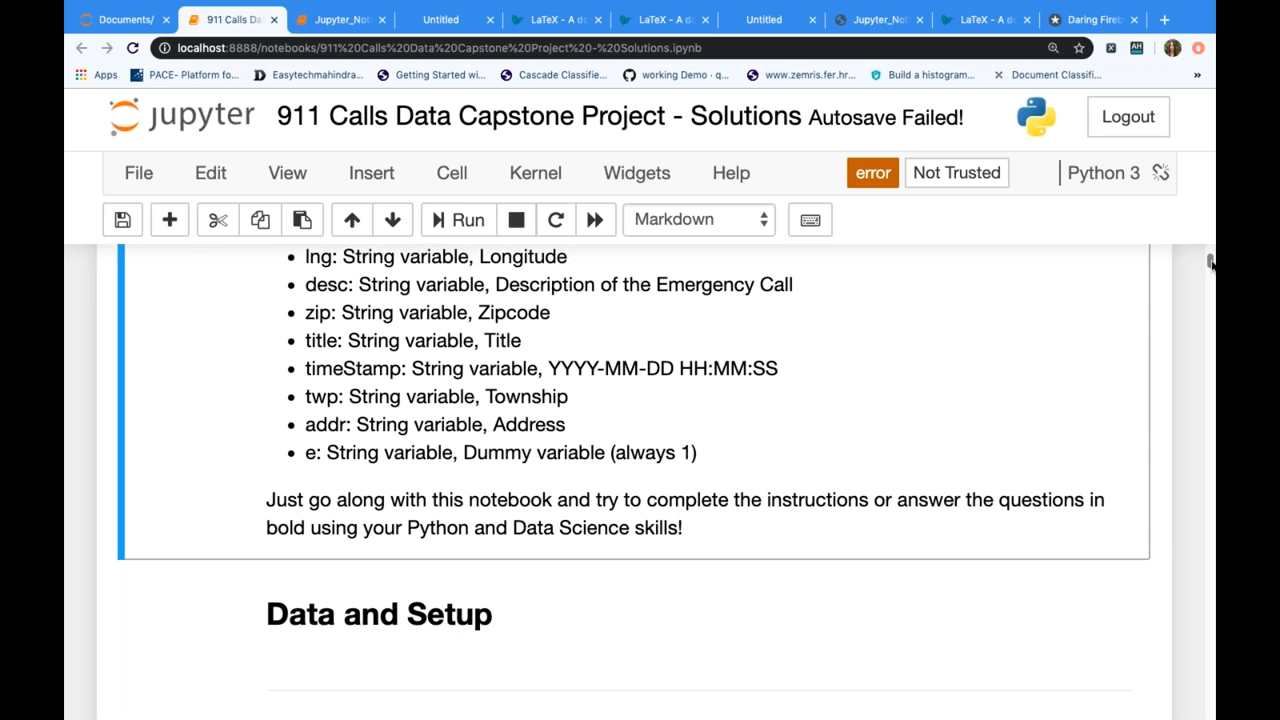 Documents/
911 Calls Da
Jupyter_Not
Untitled
LaTeX - A do
LaTeX - A do
Untitled
Jupyter_No
LaTeX - A do
Daring Fireb
localhost:8888/notebooks/911%20Calls%20Data%20Capstone%20Project%20-%20Solutions.ipynb
Apps
PACE- Platform fo...
Easytechmahindra...
Getting Started wi...
Cascade Classifie...
working Demo · q...
www.zemris.fer.hr...
Build a histogram...
Document Classifi...
»
jupyter 911 Calls Data Capstone Project - Solutions Autosave Failed!
Logout
File Edit View Insert Cell Kernel Widgets Help error Not Trusted Python 3
Run Markdown
• lng: String variable, Longitude
• desc: String variable, Description of the Emergency Call
• zip: String variable, Zipcode
• title: String variable, Title
• timeStamp: String variable, YYYY-MM-DD HH:MM:SS
• twp: String variable, Township
• addr: String variable, Address
• e: String variable, Dummy variable (always 1)
Just go along with this notebook and try to complete the instructions or answer the questions in
bold using your Python and Data Science skills!
Data and Setup